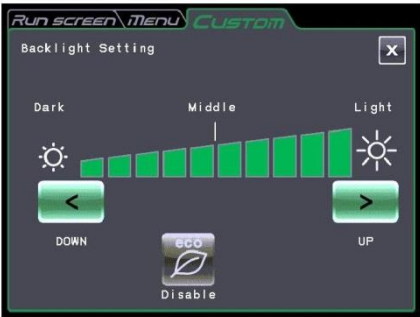 Run screen Menu Custom
Backlight Setting X
Dark Middle Light
< >
DOWN eco UP
Disable